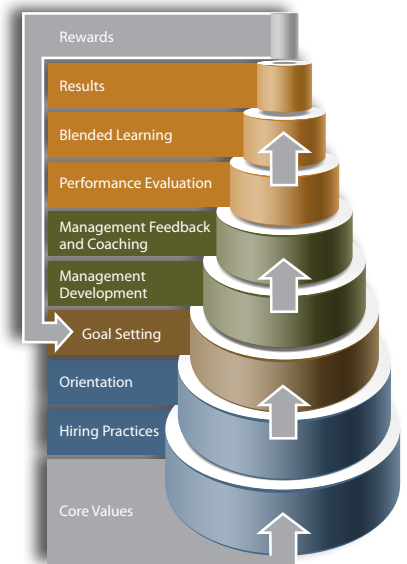 Rewards
Results
Blended Learning
Performance Evaluation
Management Feedback
and Coaching
Management
Development
Goal Setting
Orientation
Hiring Practices
Core Values